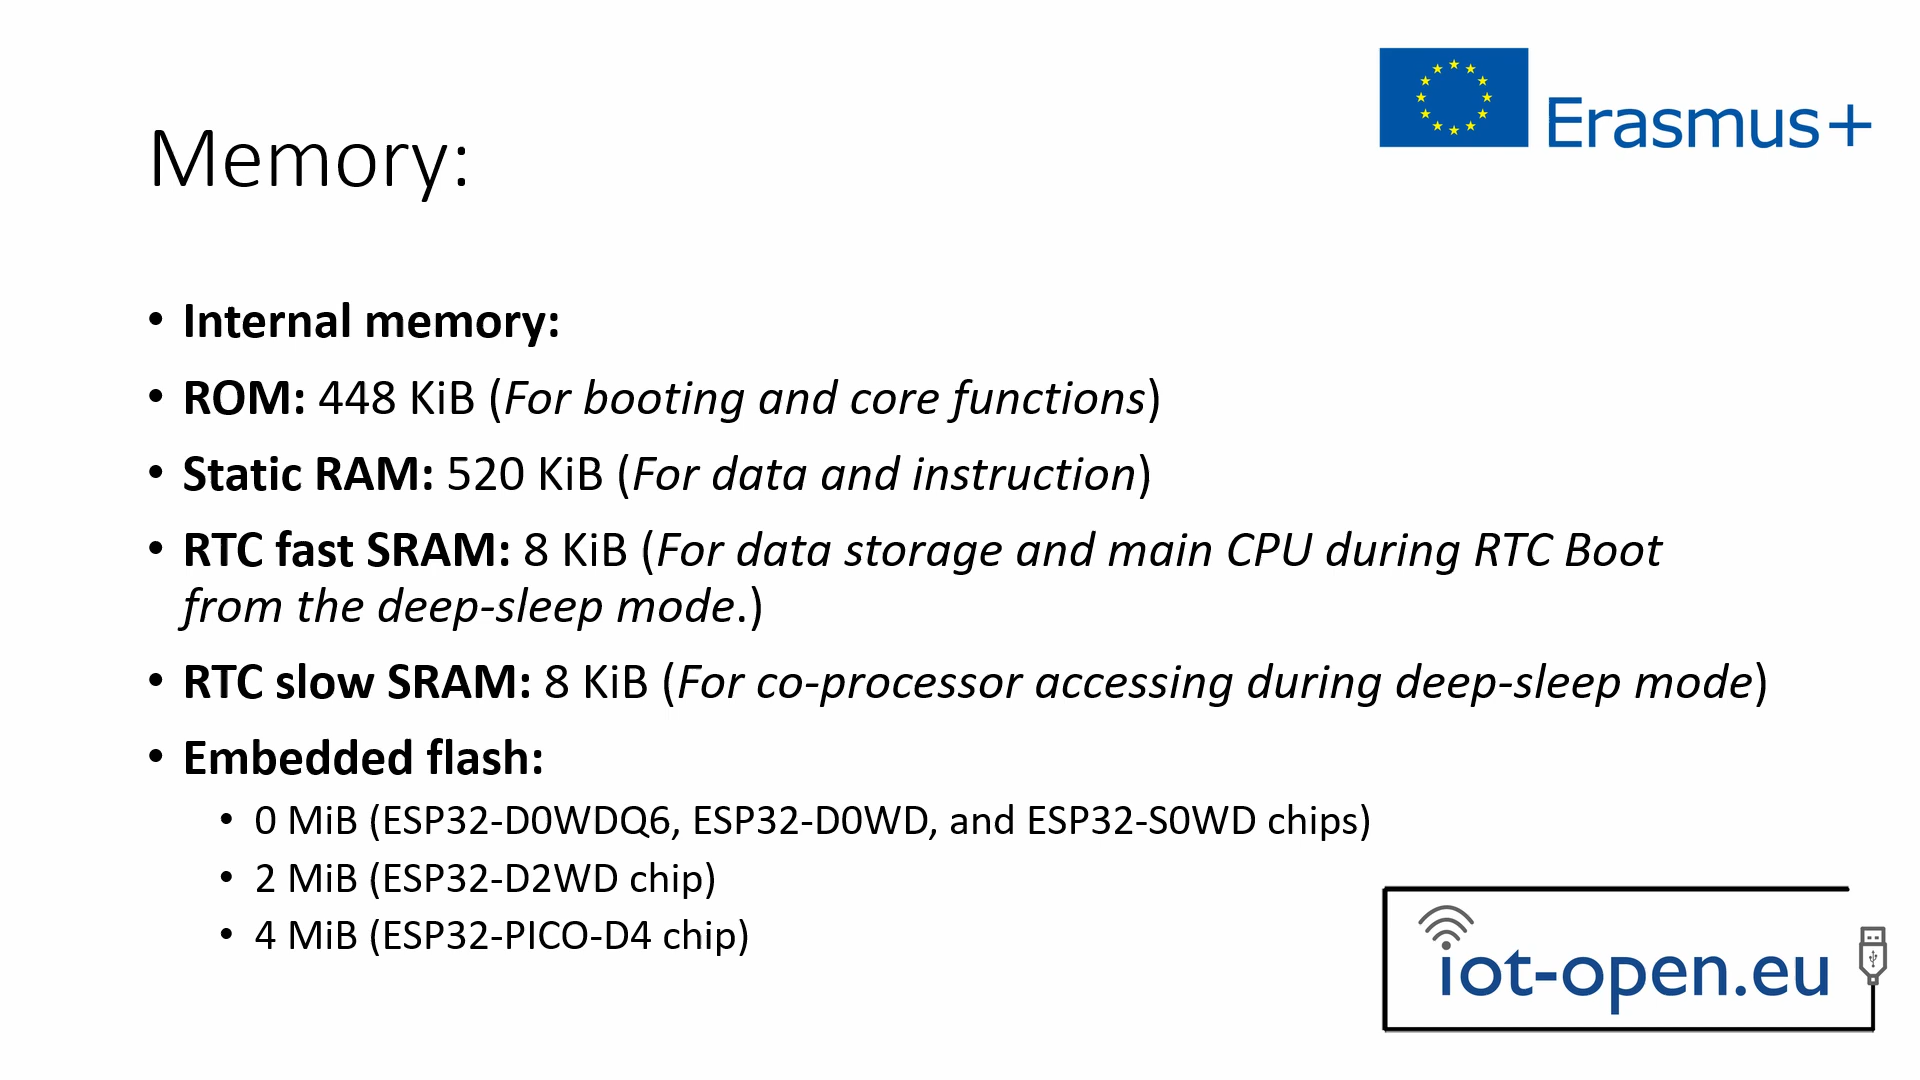 Erasmus+
Memory:
• Internal memory:
• ROM: 448 KiB (For booting and core functions)
• Static RAM: 520 KiB (For data and instruction)
• RTC fast SRAM: 8 KiB (For data storage and main CPU during RTC Boot
from the deep-sleep mode.)
• RTC slow SRAM: 8 KiB (For co-processor accessing during deep-sleep mode)
• Embedded flash:
• 0 MiB (ESP32-D0WDQ6, ESP32-D0WD, and ESP32-S0WD chips)
• 2 MiB (ESP32-D2WD chip)
• 4 MiB (ESP32-PICO-D4 chip)
iot-open.eu